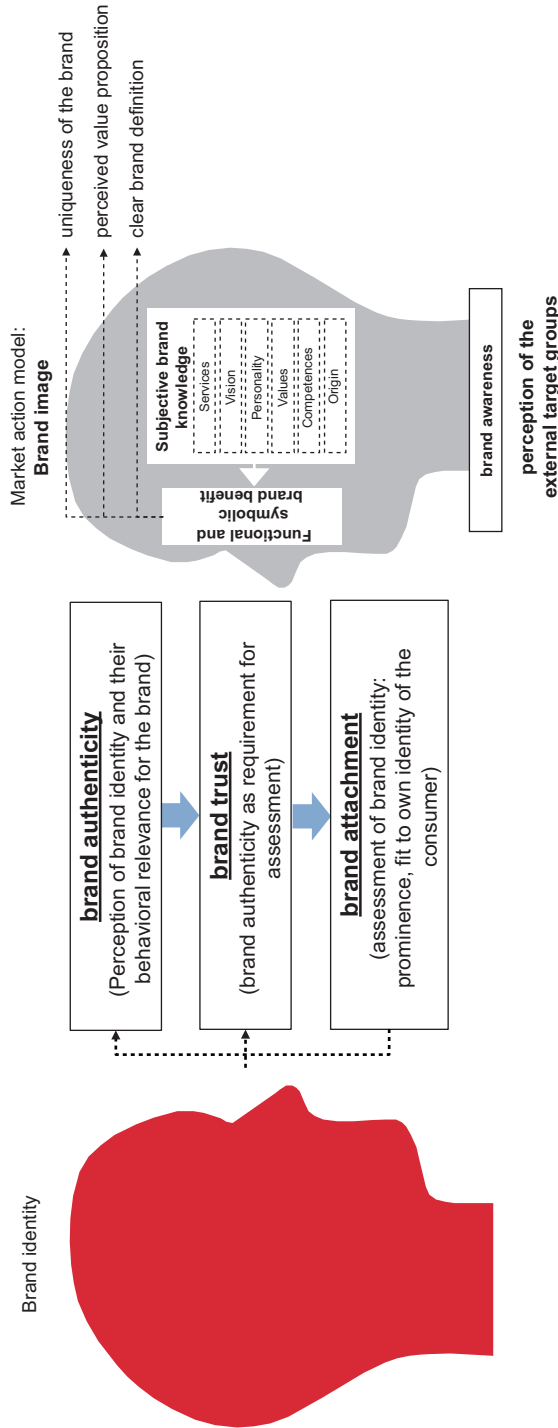 Brand identity
brand authenticity
(Perception of brand identity and their
behavioral relevance for the brand)
brand trust
(brand authenticity as requirement for
assessment)
brand attachment
(assessment of brand identity:
prominence, fit to own identity of the
consumer)
Market action model:
Brand image
uniqueness of the brand
perceived value proposition
clear brand definition
Functional and
symbolic
brand benefit
Subjective brand
knowledge
Services
Vision
Personality
Values
Competences
Origin
brand awareness
perception of the
external target groups